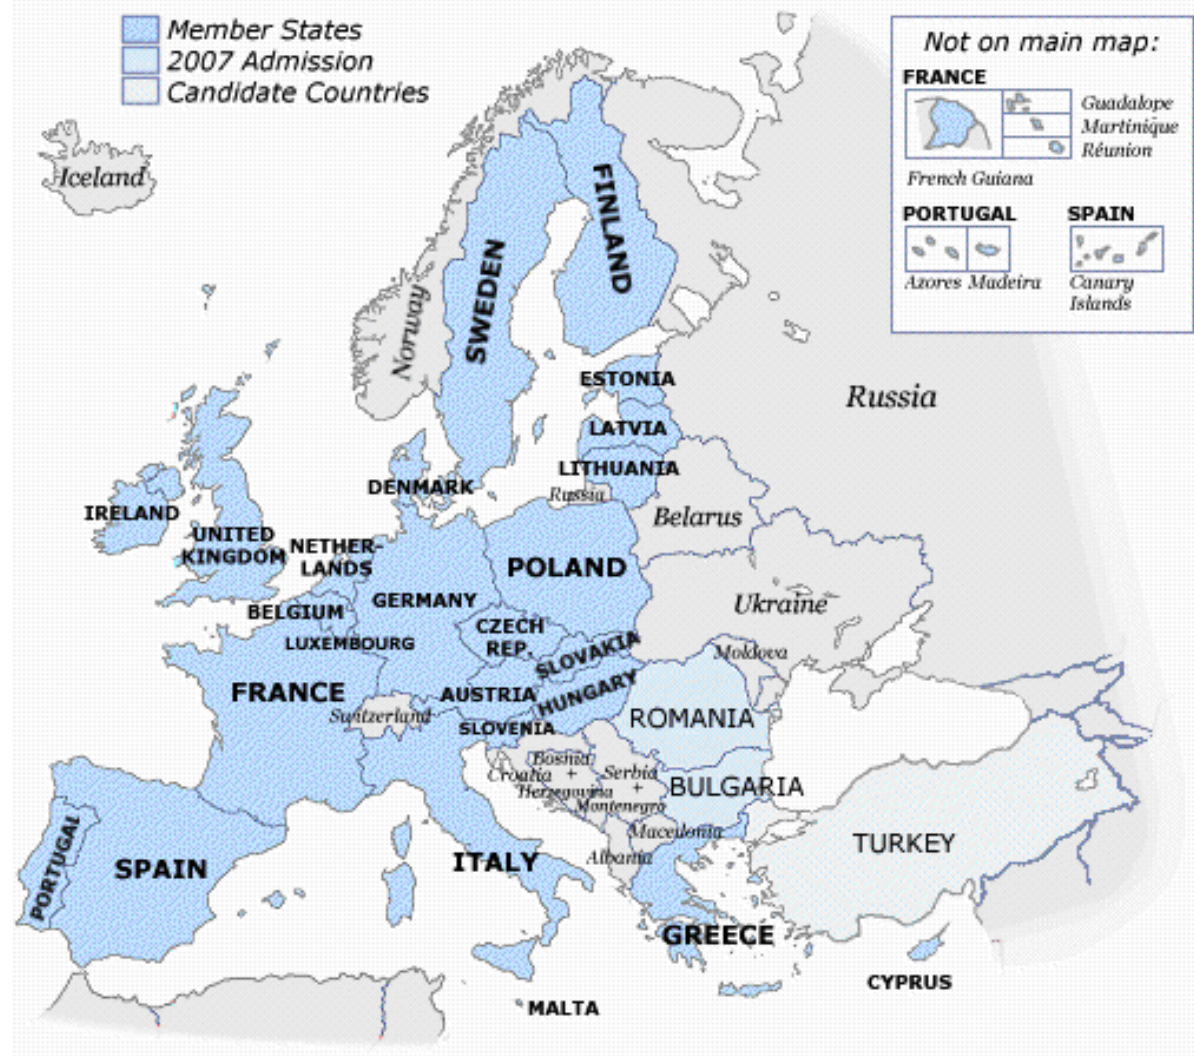 Member States
2007 Admission
Candidate Countries
Not on main map:
FRANCE
Guadalope
Martinique
Réunion
French Guiana
PORTUGAL
SPAIN
Azores
Madeira
Canary
Islands
Iceland
FINLAND
SWEDEN
Norway
ESTONIA
Russia
LATVIA
LITHUANIA
DENMARK
Russia
IRELAND
Belarus
UNITED
KINGDOM
NETHER-
LANDS
POLAND
GERMANY
Ukraine
BELGIUM
CZECH
REP.
LUXEMBOURG
SLOVAKIA
Moldova
FRANCE
AUSTRIA
HUNGARY
Switzerland
SLOVENIA
ROMANIA
Croatia
Bosnia
+
Herzegovina
Serbia
+
Montenegro
BULGARIA
Macedonia
TURKEY
Albania
PORTUGAL
SPAIN
ITALY
GREECE
CYPRUS
MALTA